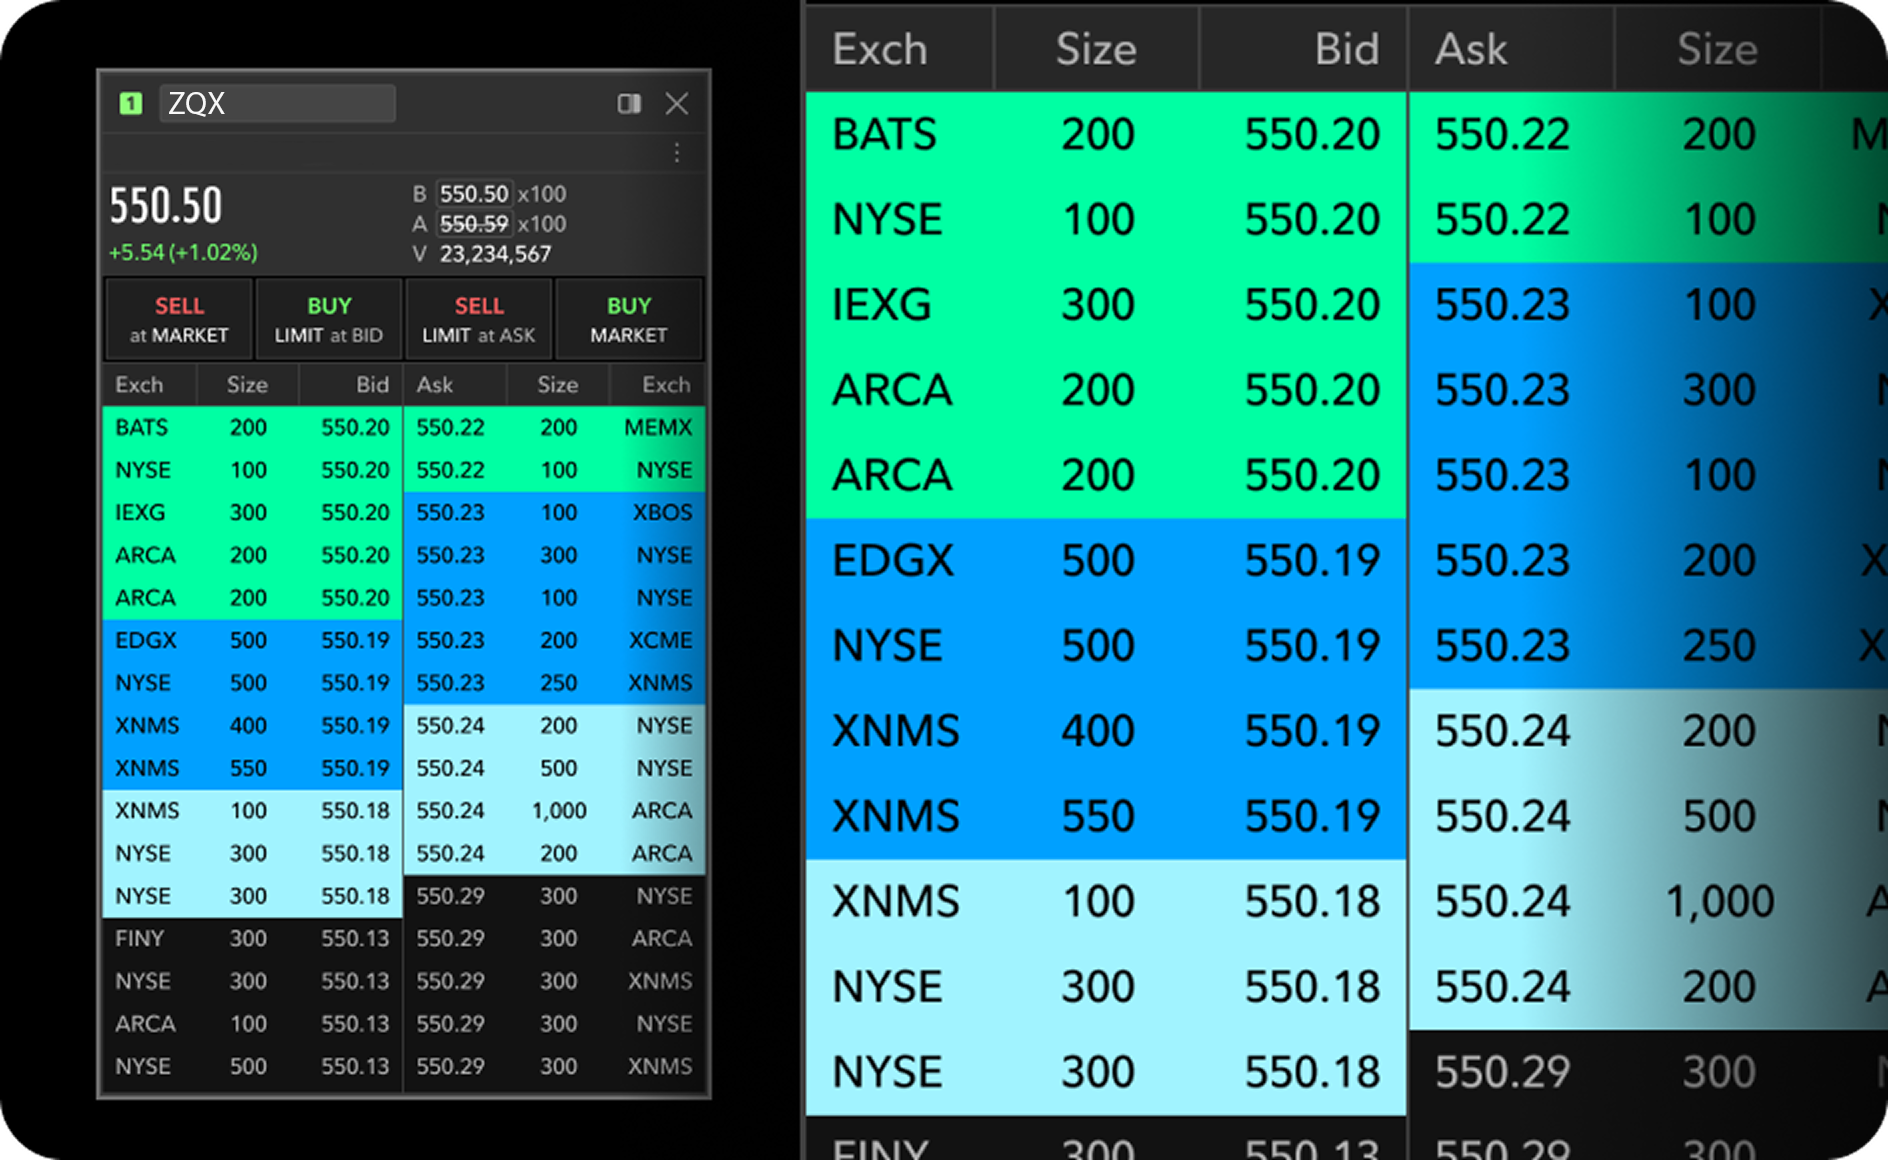 1 ZQX
550.50
+5.54 (+1.02%)
B 550.50 x100
A 550.59 x100
V 23,234,567
SELL at MARKET
BUY LIMIT at BID
SELL LIMIT at ASK
BUY MARKET
Exch Size Bid Ask Size Exch
BATS 200 550.20 550.22 200 MEMX
NYSE 100 550.20 550.22 100 NYSE
IEXG 300 550.20 550.23 100 XBOS
ARCA 200 550.20 550.23 300 NYSE
ARCA 200 550.20 550.23 100 NYSE
EDGX 500 550.19 550.23 200 XCME
NYSE 500 550.19 550.23 250 XNMS
XNMS 400 550.19 550.24 200 NYSE
XNMS 550 550.19 550.24 500 NYSE
XNMS 100 550.18 550.24 1,000 ARCA
NYSE 300 550.18 550.24 200 ARCA
NYSE 300 550.18 550.29 300 NYSE
FINY 300 550.13 550.29 300 ARCA
NYSE 300 550.13 550.29 300 XNMS
ARCA 100 550.13 550.29 300 NYSE
NYSE 500 550.13 550.29 300 XNMS
Exch Size Bid Ask Size
BATS 200 550.20 550.22 200 M
NYSE 100 550.20 550.22 100
IEXG 300 550.20 550.23 100 X
ARCA 200 550.20 550.23 300
ARCA 200 550.20 550.23 100
EDGX 500 550.19 550.23 200 X
NYSE 500 550.19 550.23 250 X
XNMS 400 550.19 550.24 200
XNMS 550 550.19 550.24 500
XNMS 100 550.18 550.24 1,000 A
NYSE 300 550.18 550.24 200 A
NYSE 300 550.18 550.29 300
FINY 300 550.13 550.29 300